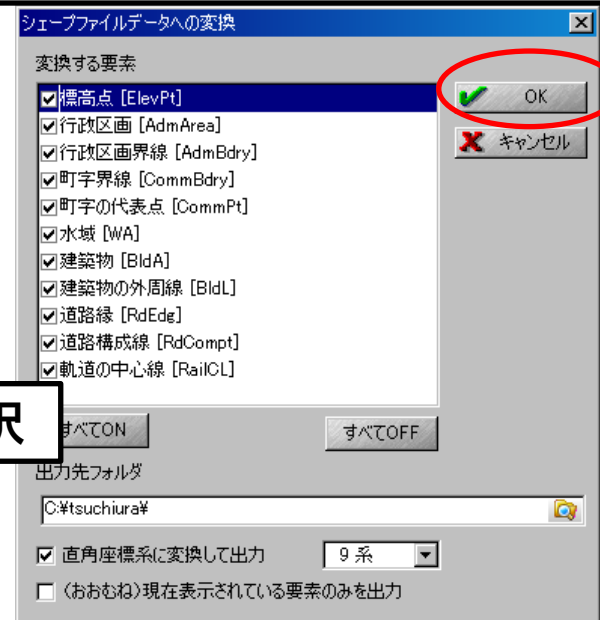 シェープファイルデータへの変換
変換する要素
標高点 [ElevPt]
行政区画 [AdmArea]
行政区画界線 [AdmBdry]
町字界線 [CommBdry]
町字の代表点 [CommPt]
水域 [WA]
建築物 [BldA]
建築物の外周線 [BldL]
道路縁 [RdEdg]
道路構成線 [RdCompt]
軌道の中心線 [RailCL]
OK
キャンセル
択
すべてON
すべてOFF
出力先フォルダ
C:¥tsuchiura¥
直角座標系に変換して出力
9 系
(おおむね)現在表示されている要素のみを出力